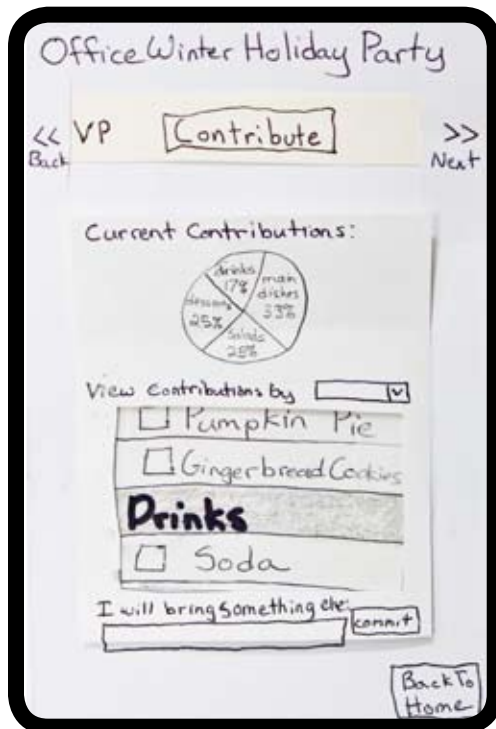 Office Winter Holiday Party
<< VP Contribute >>
Back Next
Current Contributions:
drinks 17%
main dishes 33%
desserts 25%
Salads 25%
View Contributions by
Pumpkin Pie
Gingerbread Cookies
Drinks
Soda
I will bring something else:
commit
Back To
Home